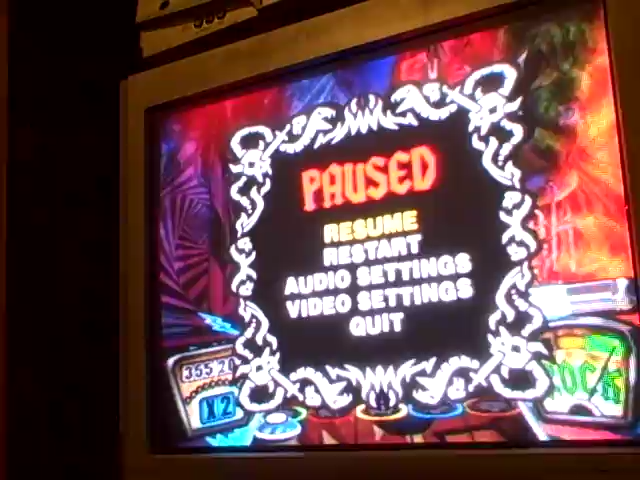 PAUSED
RESUME
RESTART
AUDIO SETTINGS
VIDEO SETTINGS
QUIT
X2
ROCK